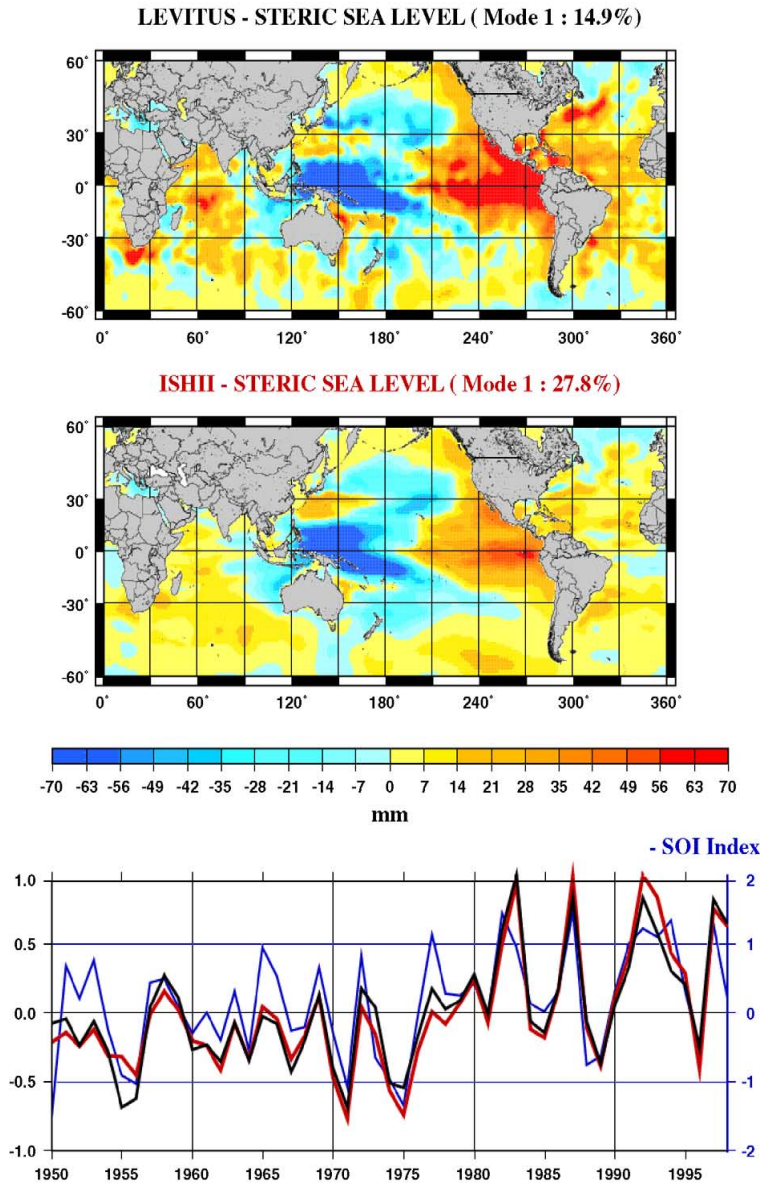 LEVITUS - STERIC SEA LEVEL ( Mode 1 : 14.9%)
60°
30°
0°
-30°
-60°
0° 60° 120° 180° 240° 300° 360°
ISHII - STERIC SEA LEVEL ( Mode 1 : 27.8%)
60°
30°
0°
-30°
-60°
0° 60° 120° 180° 240° 300° 360°
-70 -63 -56 -49 -42 -35 -28 -21 -14 -7 0 7 14 21 28 35 42 49 56 63 70
mm
- SOI Index
1.0 2
0.5 1
0.0 0
-0.5 -1
-1.0 -2
1950 1955 1960 1965 1970 1975 1980 1985 1990 1995